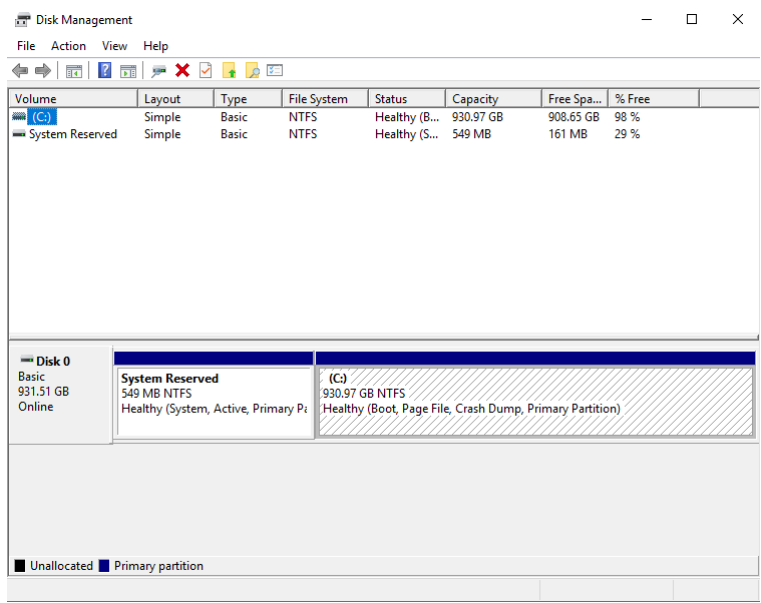 Disk Management
File Action View Help
Volume Layout Type File System Status Capacity Free Spa... % Free
(C:) Simple Basic NTFS Healthy (B... 930.97 GB 908.65 GB 98 %
System Reserved Simple Basic NTFS Healthy (S... 549 MB 161 MB 29 %
Disk 0
Basic
931.51 GB
Online
System Reserved
549 MB NTFS
Healthy (System, Active, Primary Pa
(C:)
930.97 GB NTFS
Healthy (Boot, Page File, Crash Dump, Primary Partition)
Unallocated Primary partition